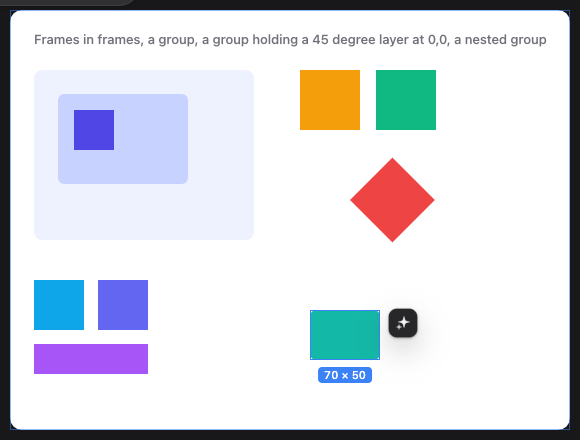 Frames in frames, a group, a group holding a 45 degree layer at 0,0, a nested group
70 × 50